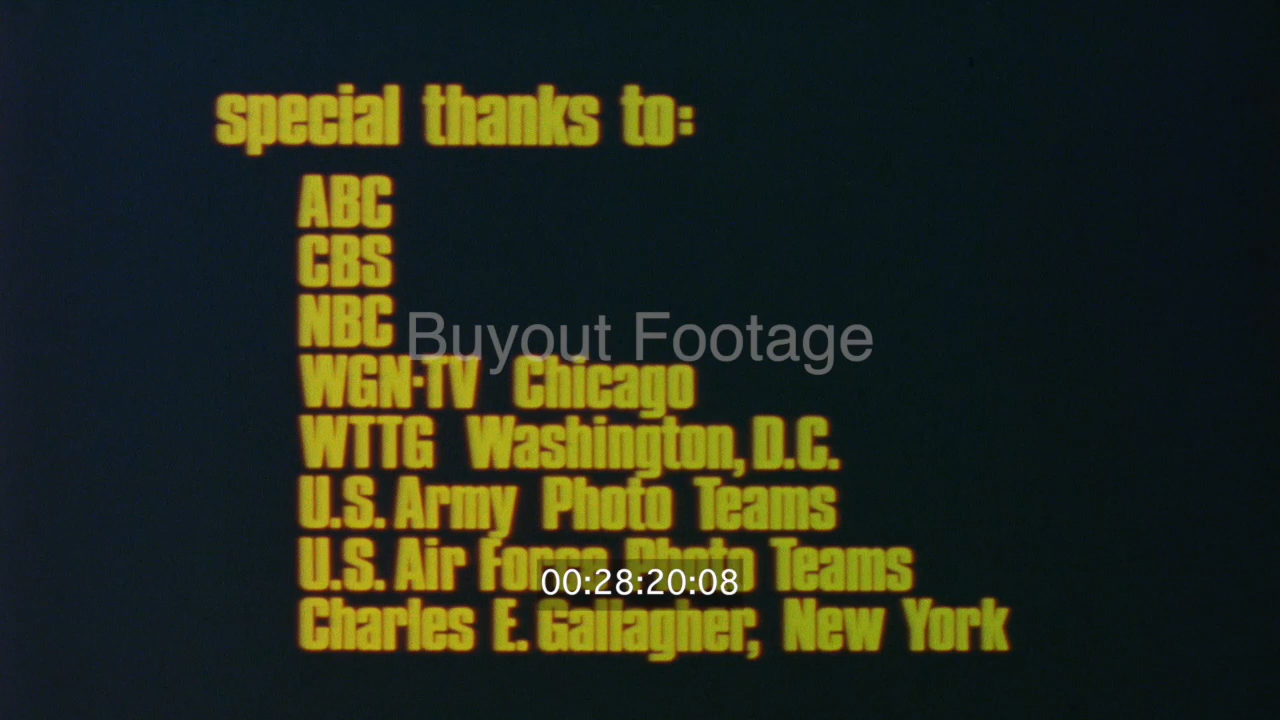 special thanks to:
ABC
CBS
NBC
Buyout Footage
WGN-TV Chicago
WTTG Washington, D.C.
U.S. Army Photo Teams
U.S. Air Force Photo Teams
00:28:20:08
Charles E. Gallagher, New York